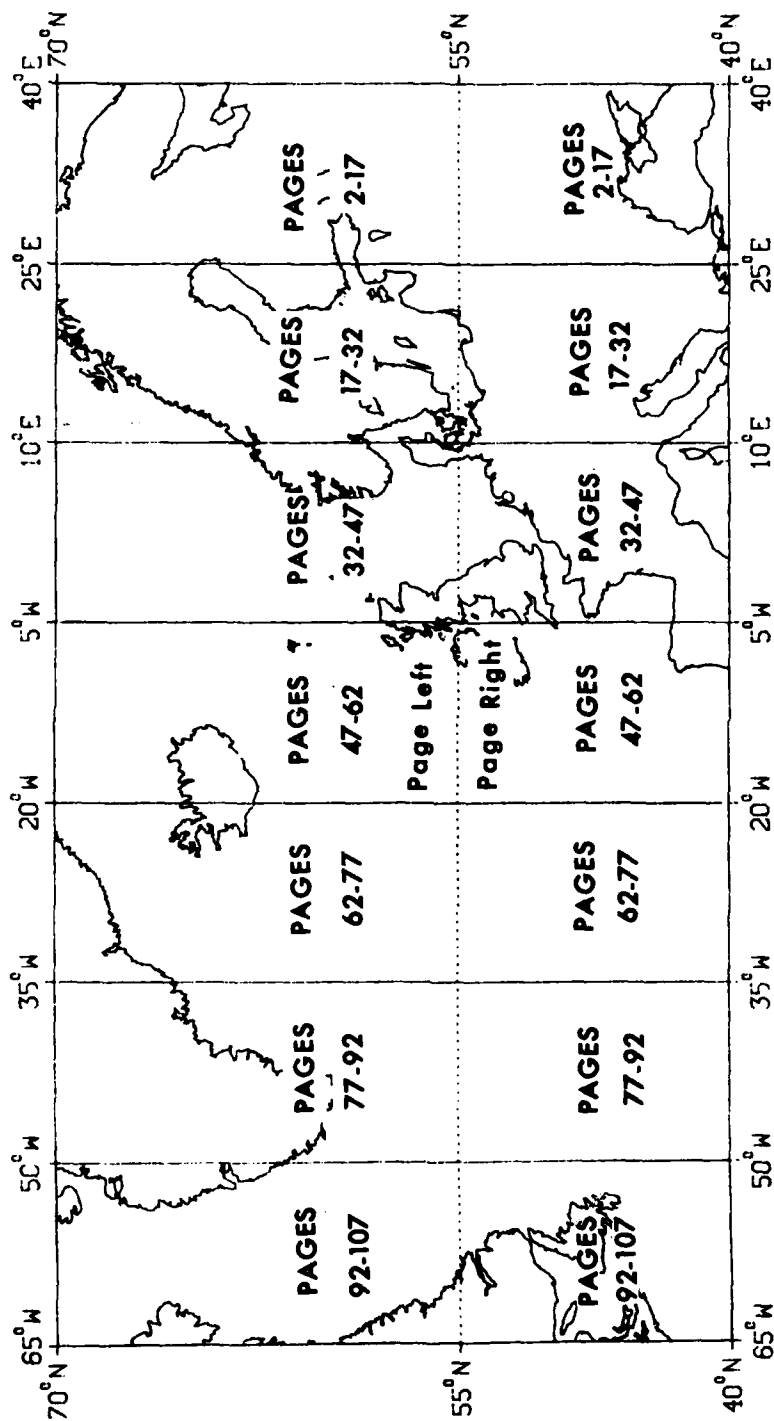 65°W 50°W 35°W 20°W 5°W 10°E 25°E 40°E
70°N 70°N
PAGES PAGES PAGES PAGES PAGES PAGES PAGES
92-107 77-92 62-77 47-62 32-47 17-32 2-17
Page Left
55°N 55°N
Page Right
PAGES PAGES PAGES PAGES PAGES PAGES PAGES
92-107 77-92 62-77 47-62 32-47 17-32 2-17
40°N 40°N
65°W 50°W 35°W 20°W 5°W 10°E 25°E 40°E